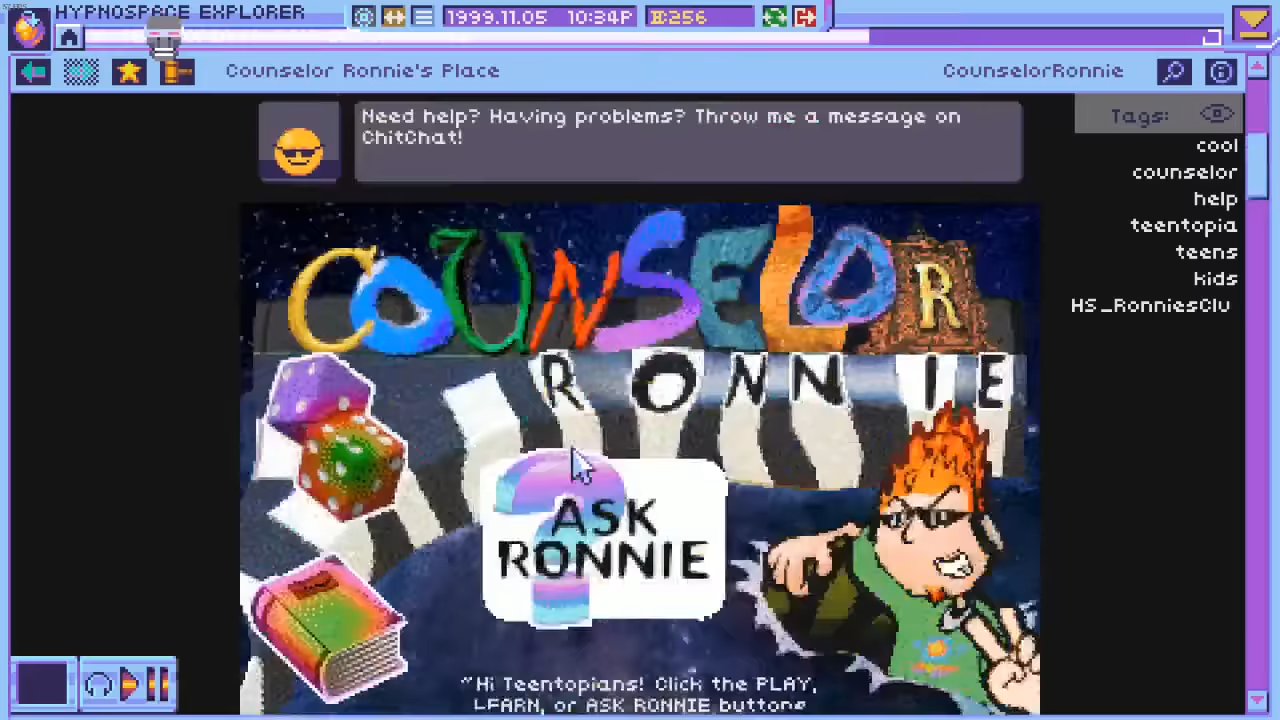 HYPNOSPACE EXPLORER
1999.11.05 10:34P
256
Counselor Ronnie's Place
CounselorRonnie
Need help? Having problems? Throw me a message on
ChitChat!
Tags:
cool
counselor
help
teentopia
teens
kids
HS_RonniesClu
COUNSELOR
RONNIE
?
ASK
RONNIE
"Hi Teentopians! Click the PLAY,
LEARN, or ASK RONNIE buttons